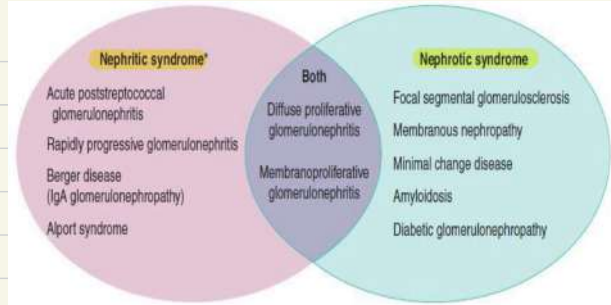 Nephritic syndrome*
Acute poststreptococcal
glomerulonephritis
Rapidly progressive glomerulonephritis
Berger disease
(IgA glomerulonephropathy)
Alport syndrome
Both
Diffuse proliferative
glomerulonephritis
Membranoproliferative
glomerulonephritis
Nephrotic syndrome
Focal segmental glomerulosclerosis
Membranous nephropathy
Minimal change disease
Amyloidosis
Diabetic glomerulonephropathy